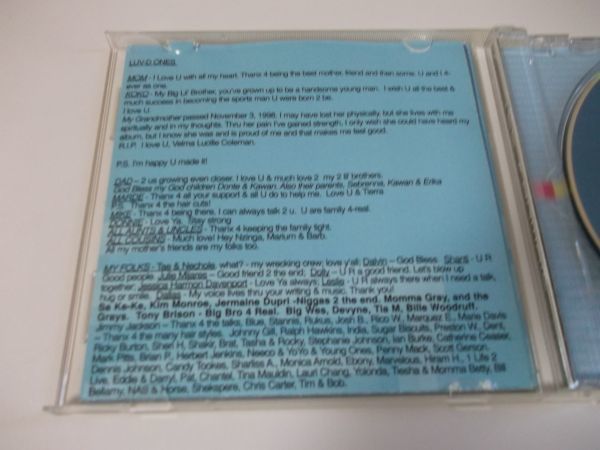 LUV-D ONES
MOM - I Love U with all my heart. Thanx 4 being the best mother, friend and then some. U and I 4-
ever as one.
KOKO - My Big Lil' Brother, you've grown up to be a handsome young man. I wish U all the best &
much success in becoming the sports man U were born 2 be.
I love U
My Grandmother passed November 3, 1998, I may have lost her physically, but she lives with me
spiritually and in my thoughts. Thru her pain I've gained strength, I only wish she could have heard my
album, but I know she was and is proud of me and that makes me feel good.
R.I.P. I love U, Velma Lucille Coleman.
P.S. I'm happy U made it!
DAD - 2 us growing even closer. I love U & much love 2 my 2 lil' brothers.
God Bless my God children Donte & Kawan. Also their parents, Sabrenna, Kawan & Erika
MARDE - Thanx 4 all your support & all U do to help me. Love U & Tierra
P.S. Thanx 4 the hair cuts!
MIKE - Thanx 4 being there. I can always talk 2 u. U are family 4-real.
DONNIE - Love Ya. Stay strong
ALL AUNTS & UNCLES - Thanx 4 keeping the family tight.
ALL COUSINS - Much love! Hey Nzinga, Marium & Barb.
All my mother's friends are my folks too.
MY FOLKS - Tae & Nechole, what? - my wrecking crew; love y'all; Dalvin - God Bless. Shanti - U R
Good people; Julie Mijares - Good friend 2 the end; Dolly - U R a good friend. Let's blow up
together; Jessica Harmon Davenport - Love Ya always; Leslie - U R always there when I need a talk,
hug or smile. Dallas - My voice lives thru your writing & music. Thank you!
Sa Ke-Ke, Kim Monroe, Jermaine Dupri -Niggas 2 the end. Momma Gray, and the
Grays. Tony Brison - Big Bro 4 Real. Big Wes, Devyne, Tia M, Bille Woodruff,
Jimmy Jackson - Thanx 4 the talks, Blue, Stannis, Rufus, Josh B., Rico W., Marquez E., Marie Davis
- Thanx 4 the many hair styles. Johnny Gill, Ralph Hawkins, India, Sugar Biscuits, Preston W., Gent,
Ricky Burton, Sheri H, Shakir, Brat, Tasha & Rocky, Stephanie Johnson, Ian Burke, Catherine Ceaser,
Mark Pitts, Brian P., Herbert Jenkins, Neeco & YoYo & Young Ones, Penny Mack, Scott Gerson,
Dennis Johnson, Candy Tookes, Sharliss A., Monica Arnold, Ebony, Marvelous, Hiriam H., 1 Life 2
Live, Eddie & Darryl, Pat, Chantel, Tina Mauldin, Lauri Chang, Yolonda, Tiesha & Momma Betty, Bill
Bellamy, NAS & Horse, Shekspere, Chris Carter, Tim & Bob.